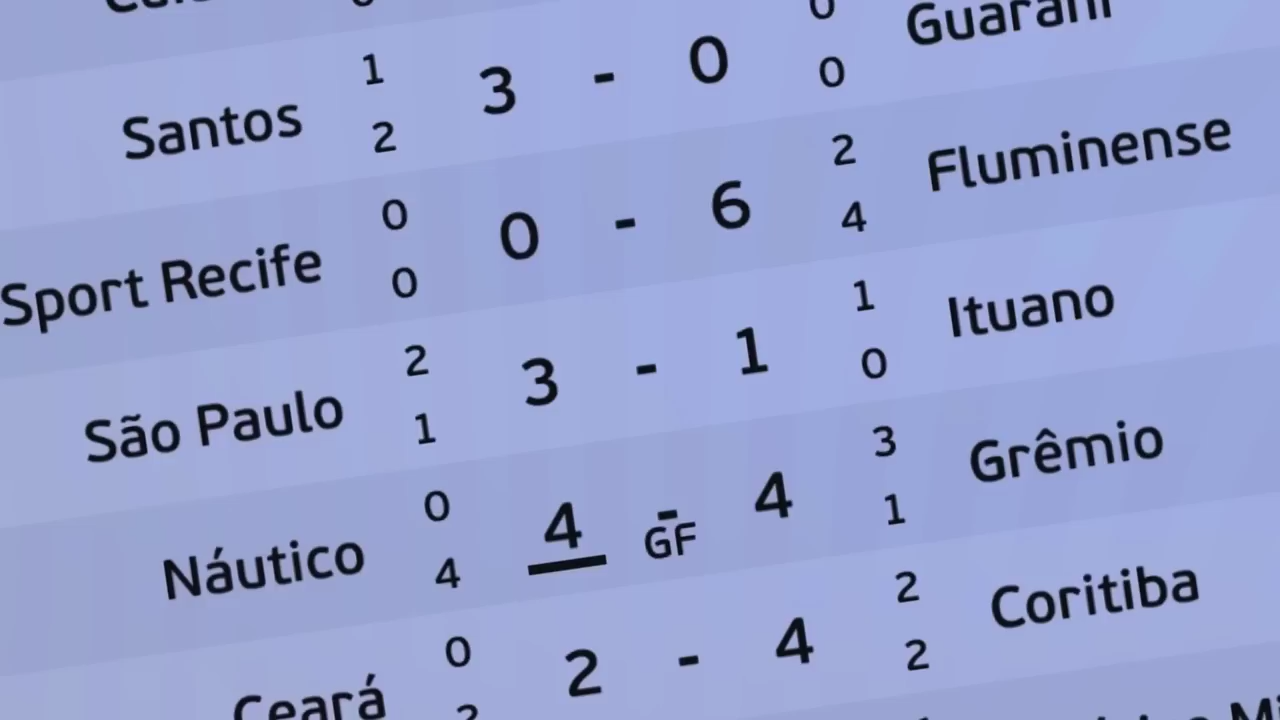 Santos 1 2 3 - 0 0 0 Guarani
Sport Recife 0 0 0 - 6 2 4 Fluminense
São Paulo 2 1 3 - 1 1 0 Ituano
Náutico 0 4 4 - GF 4 3 1 Grêmio
Ceará 0 2 2 - 4 2 2 Coritiba